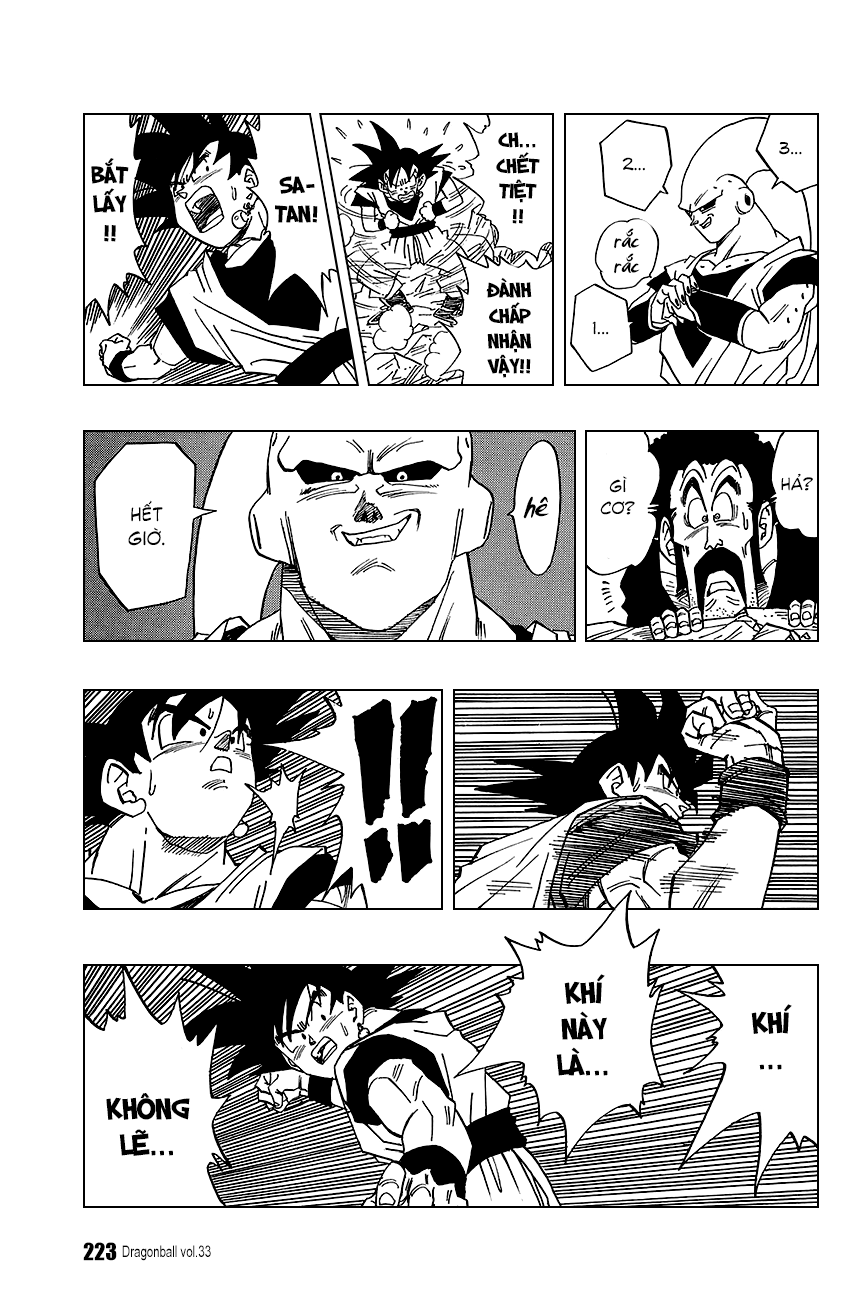 3...
2...
rắc
rắc
1...
CH...
CHẾT
TIỆT
!!
ĐÀNH
CHẤP
NHẬN
VẬY!!
SA-
TAN!
BẮT
LẤY
!!
HẢ?
GÌ
CƠ?
hê
HẾT
GIỜ.
!!
KHÍ
...
KHÍ
NÀY
LÀ...
KHÔNG
LẼ...
223 Dragonball vol.33